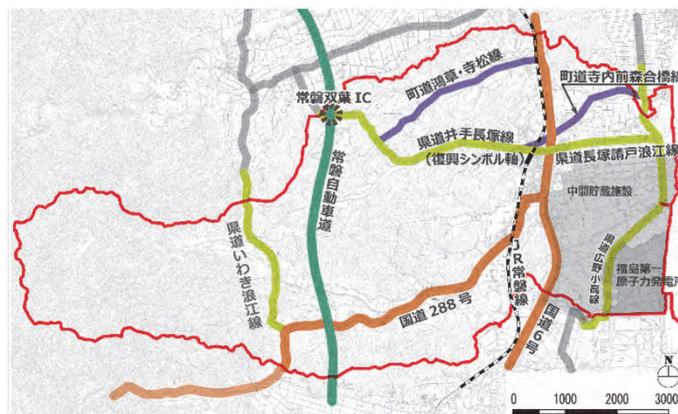 町道鴻草・寺松線
町道寺内前森合橋線
常磐双葉IC
県道井手長塚線
(復興シンボル軸)
県道長塚請戸浪江線
常磐自動車道
中間貯蔵施設
県道いわき浪江線
JR常磐線
県道広野小高線
福島第一
原子力発電所
国道288号
国道6号
N
0 1000 2000 3000